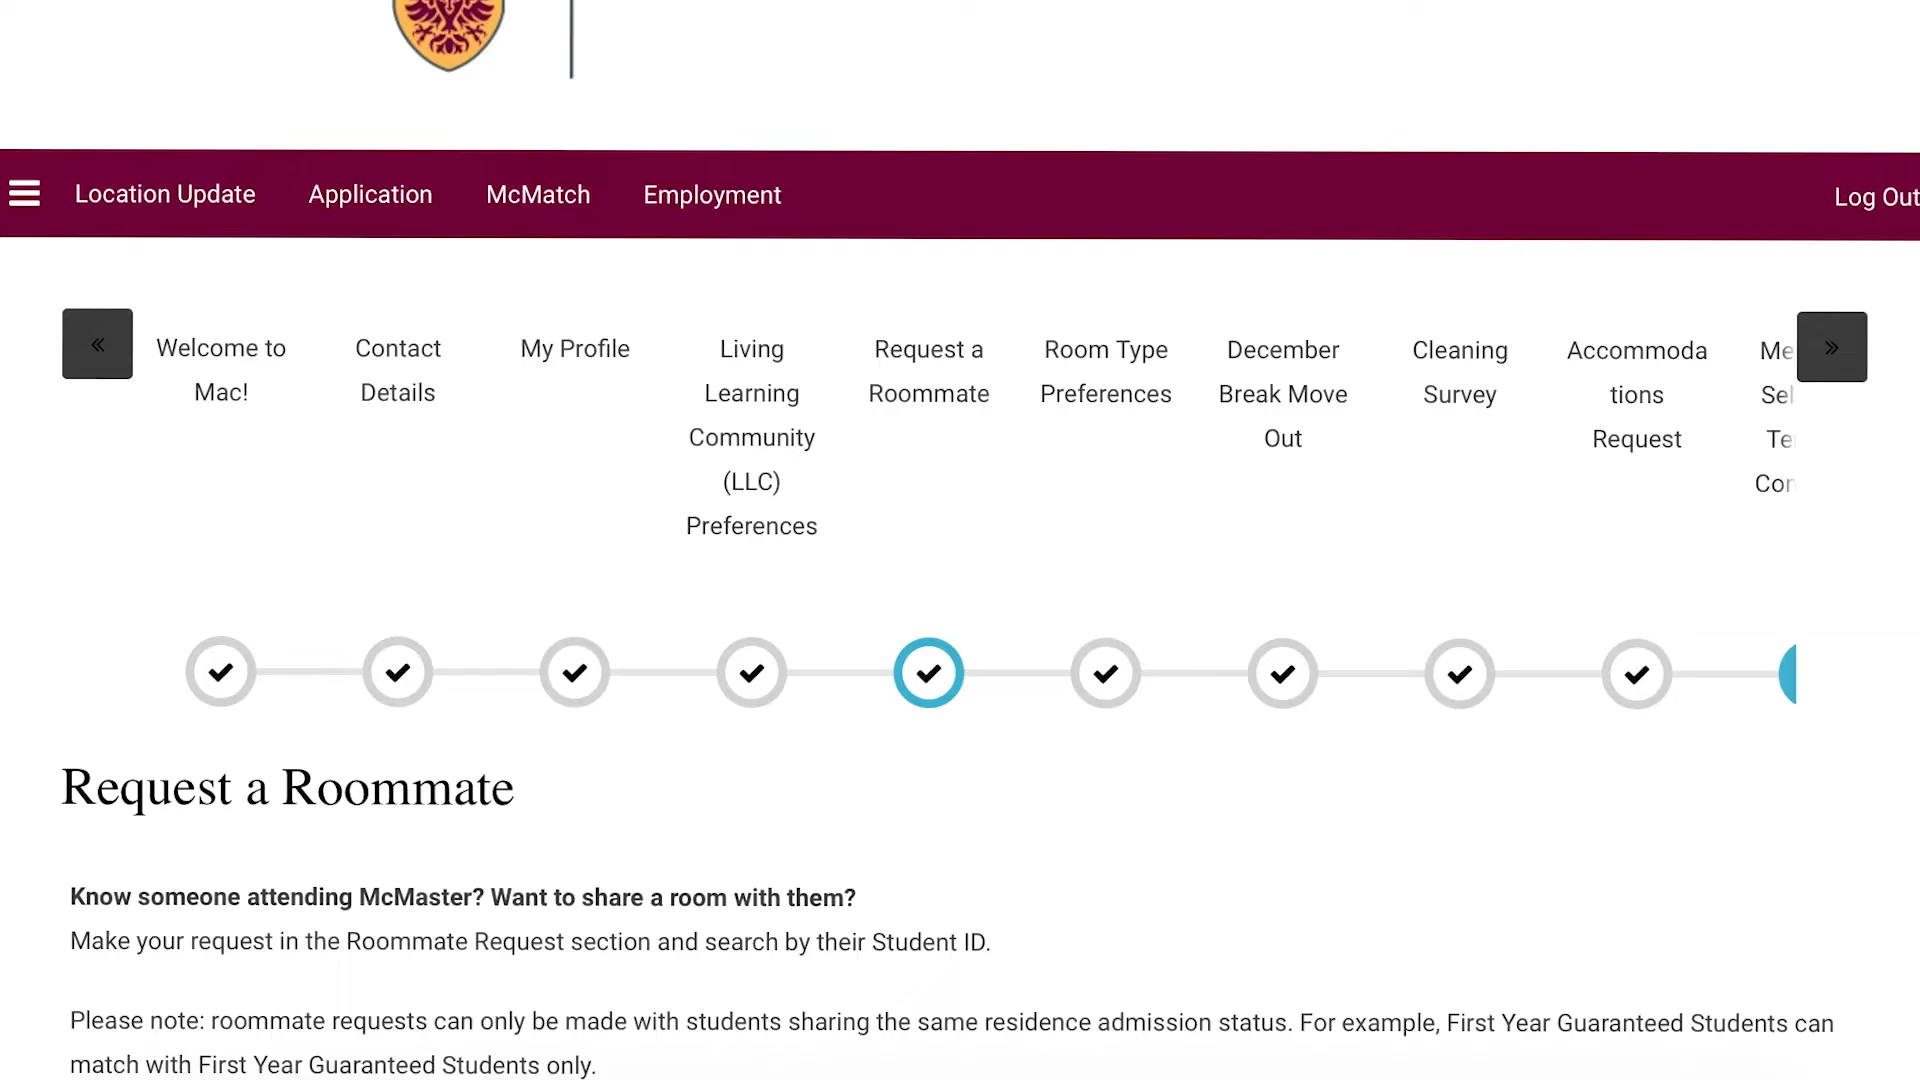 Location Update Application McMatch Employment Log Out
« Welcome to Mac! Contact Details My Profile Living Learning Community (LLC) Preferences Request a Roommate Room Type Preferences December Break Move Out Cleaning Survey Accommoda tions Request »
Request a Roommate
Know someone attending McMaster? Want to share a room with them?
Make your request in the Roommate Request section and search by their Student ID.
Please note: roommate requests can only be made with students sharing the same residence admission status. For example, First Year Guaranteed Students can
match with First Year Guaranteed Students only.